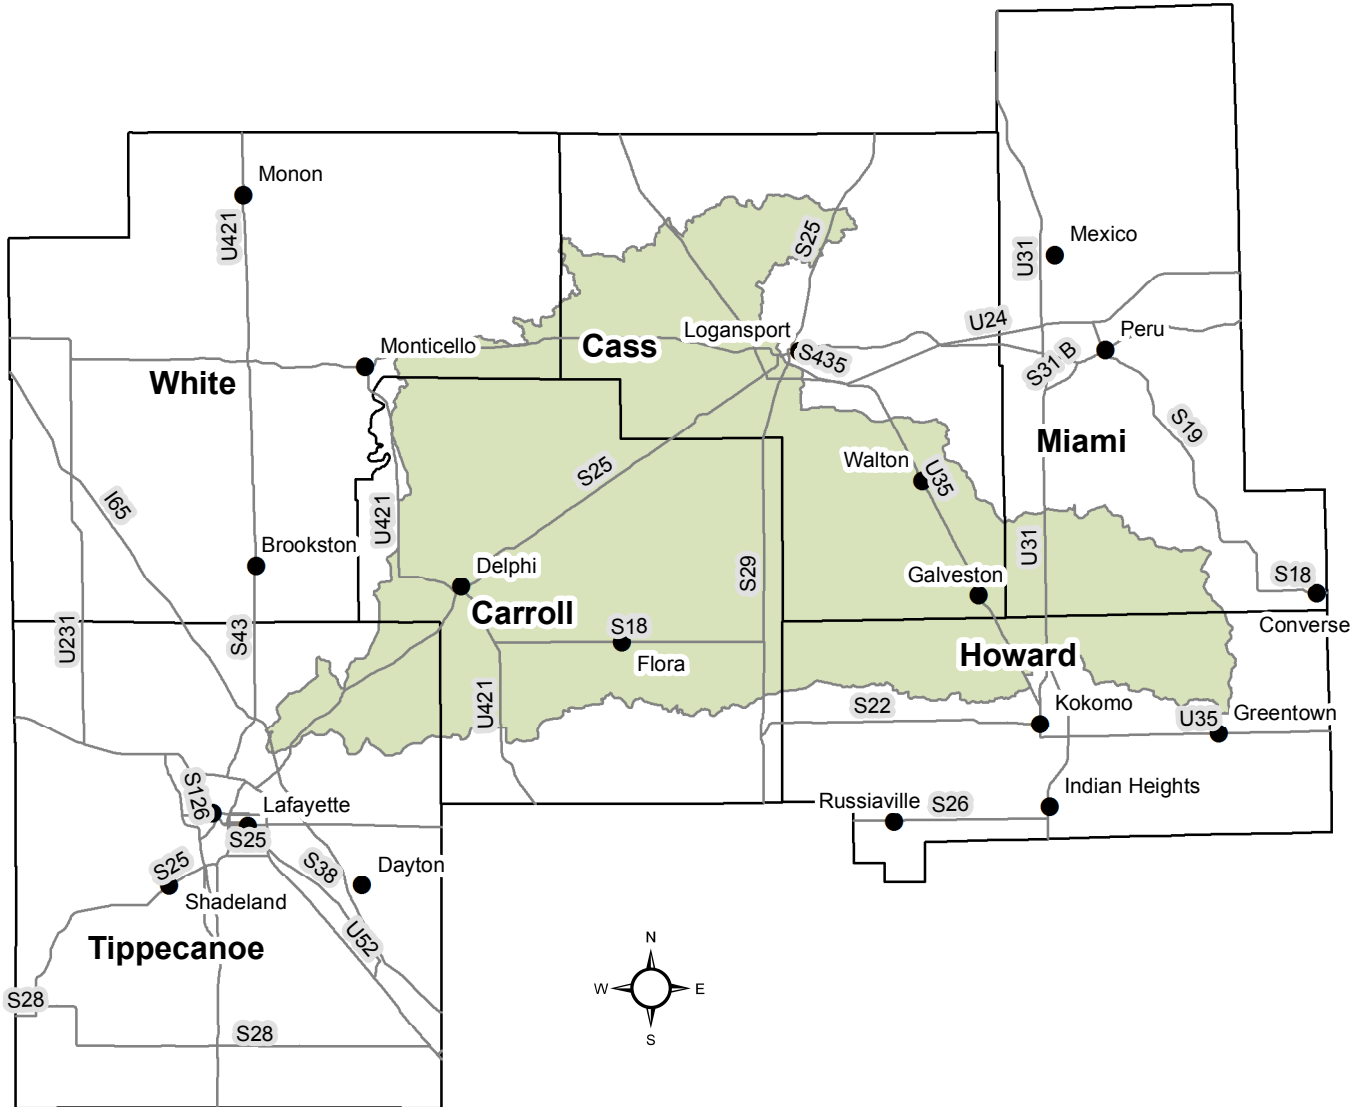 Monon
U421
S25
Mexico
U31
U24
Peru
Logansport
S435
S31 B
Monticello
Cass
White
S19
Miami
Walton
U35
S25
I65
U421
Brookston
U31
Delphi
S29
Galveston
S18
Carroll
S18
Converse
U231
S43
Flora
Howard
U421
S22
Kokomo
U35
Greentown
S126
Lafayette
Indian Heights
Russiaville
S26
S25
S25
S38
Dayton
Shadeland
U52
Tippecanoe
N
W
E
S
S28
S28